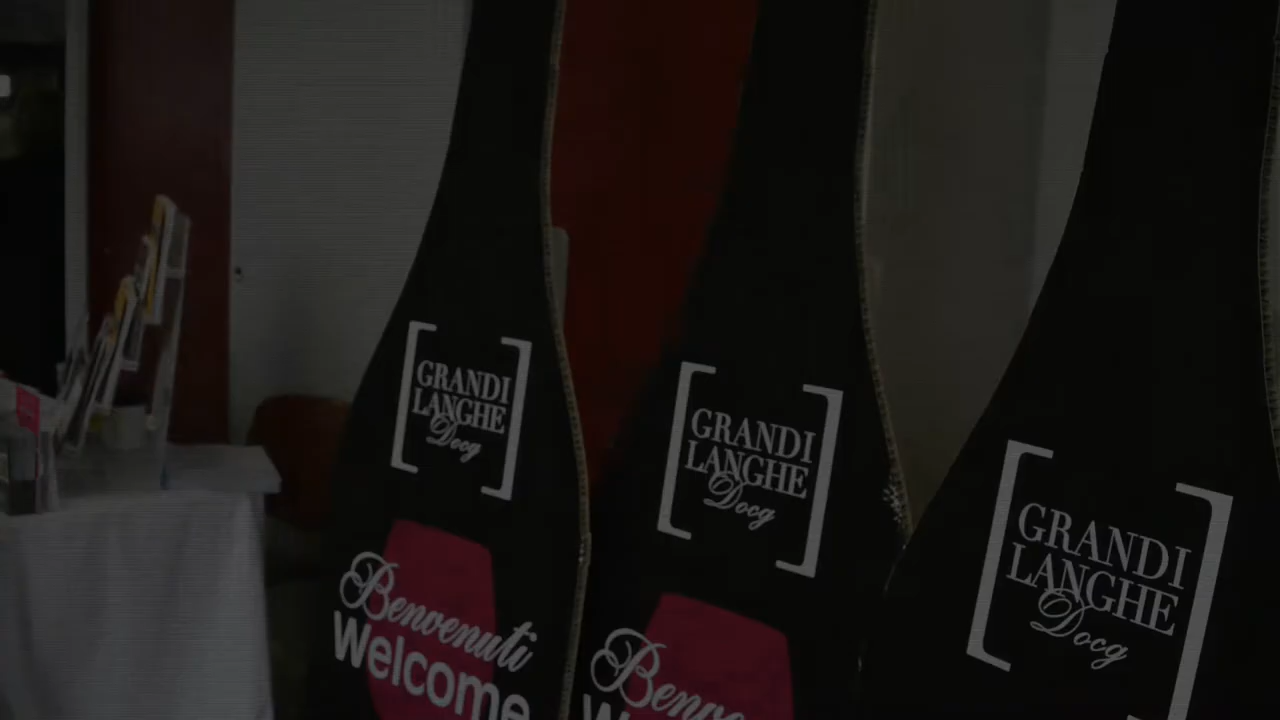 GRANDI
LANGHE
Docg
Benvenuti
Welcome
GRANDI
LANGHE
Docg
GRANDI
LANGHE
Docg